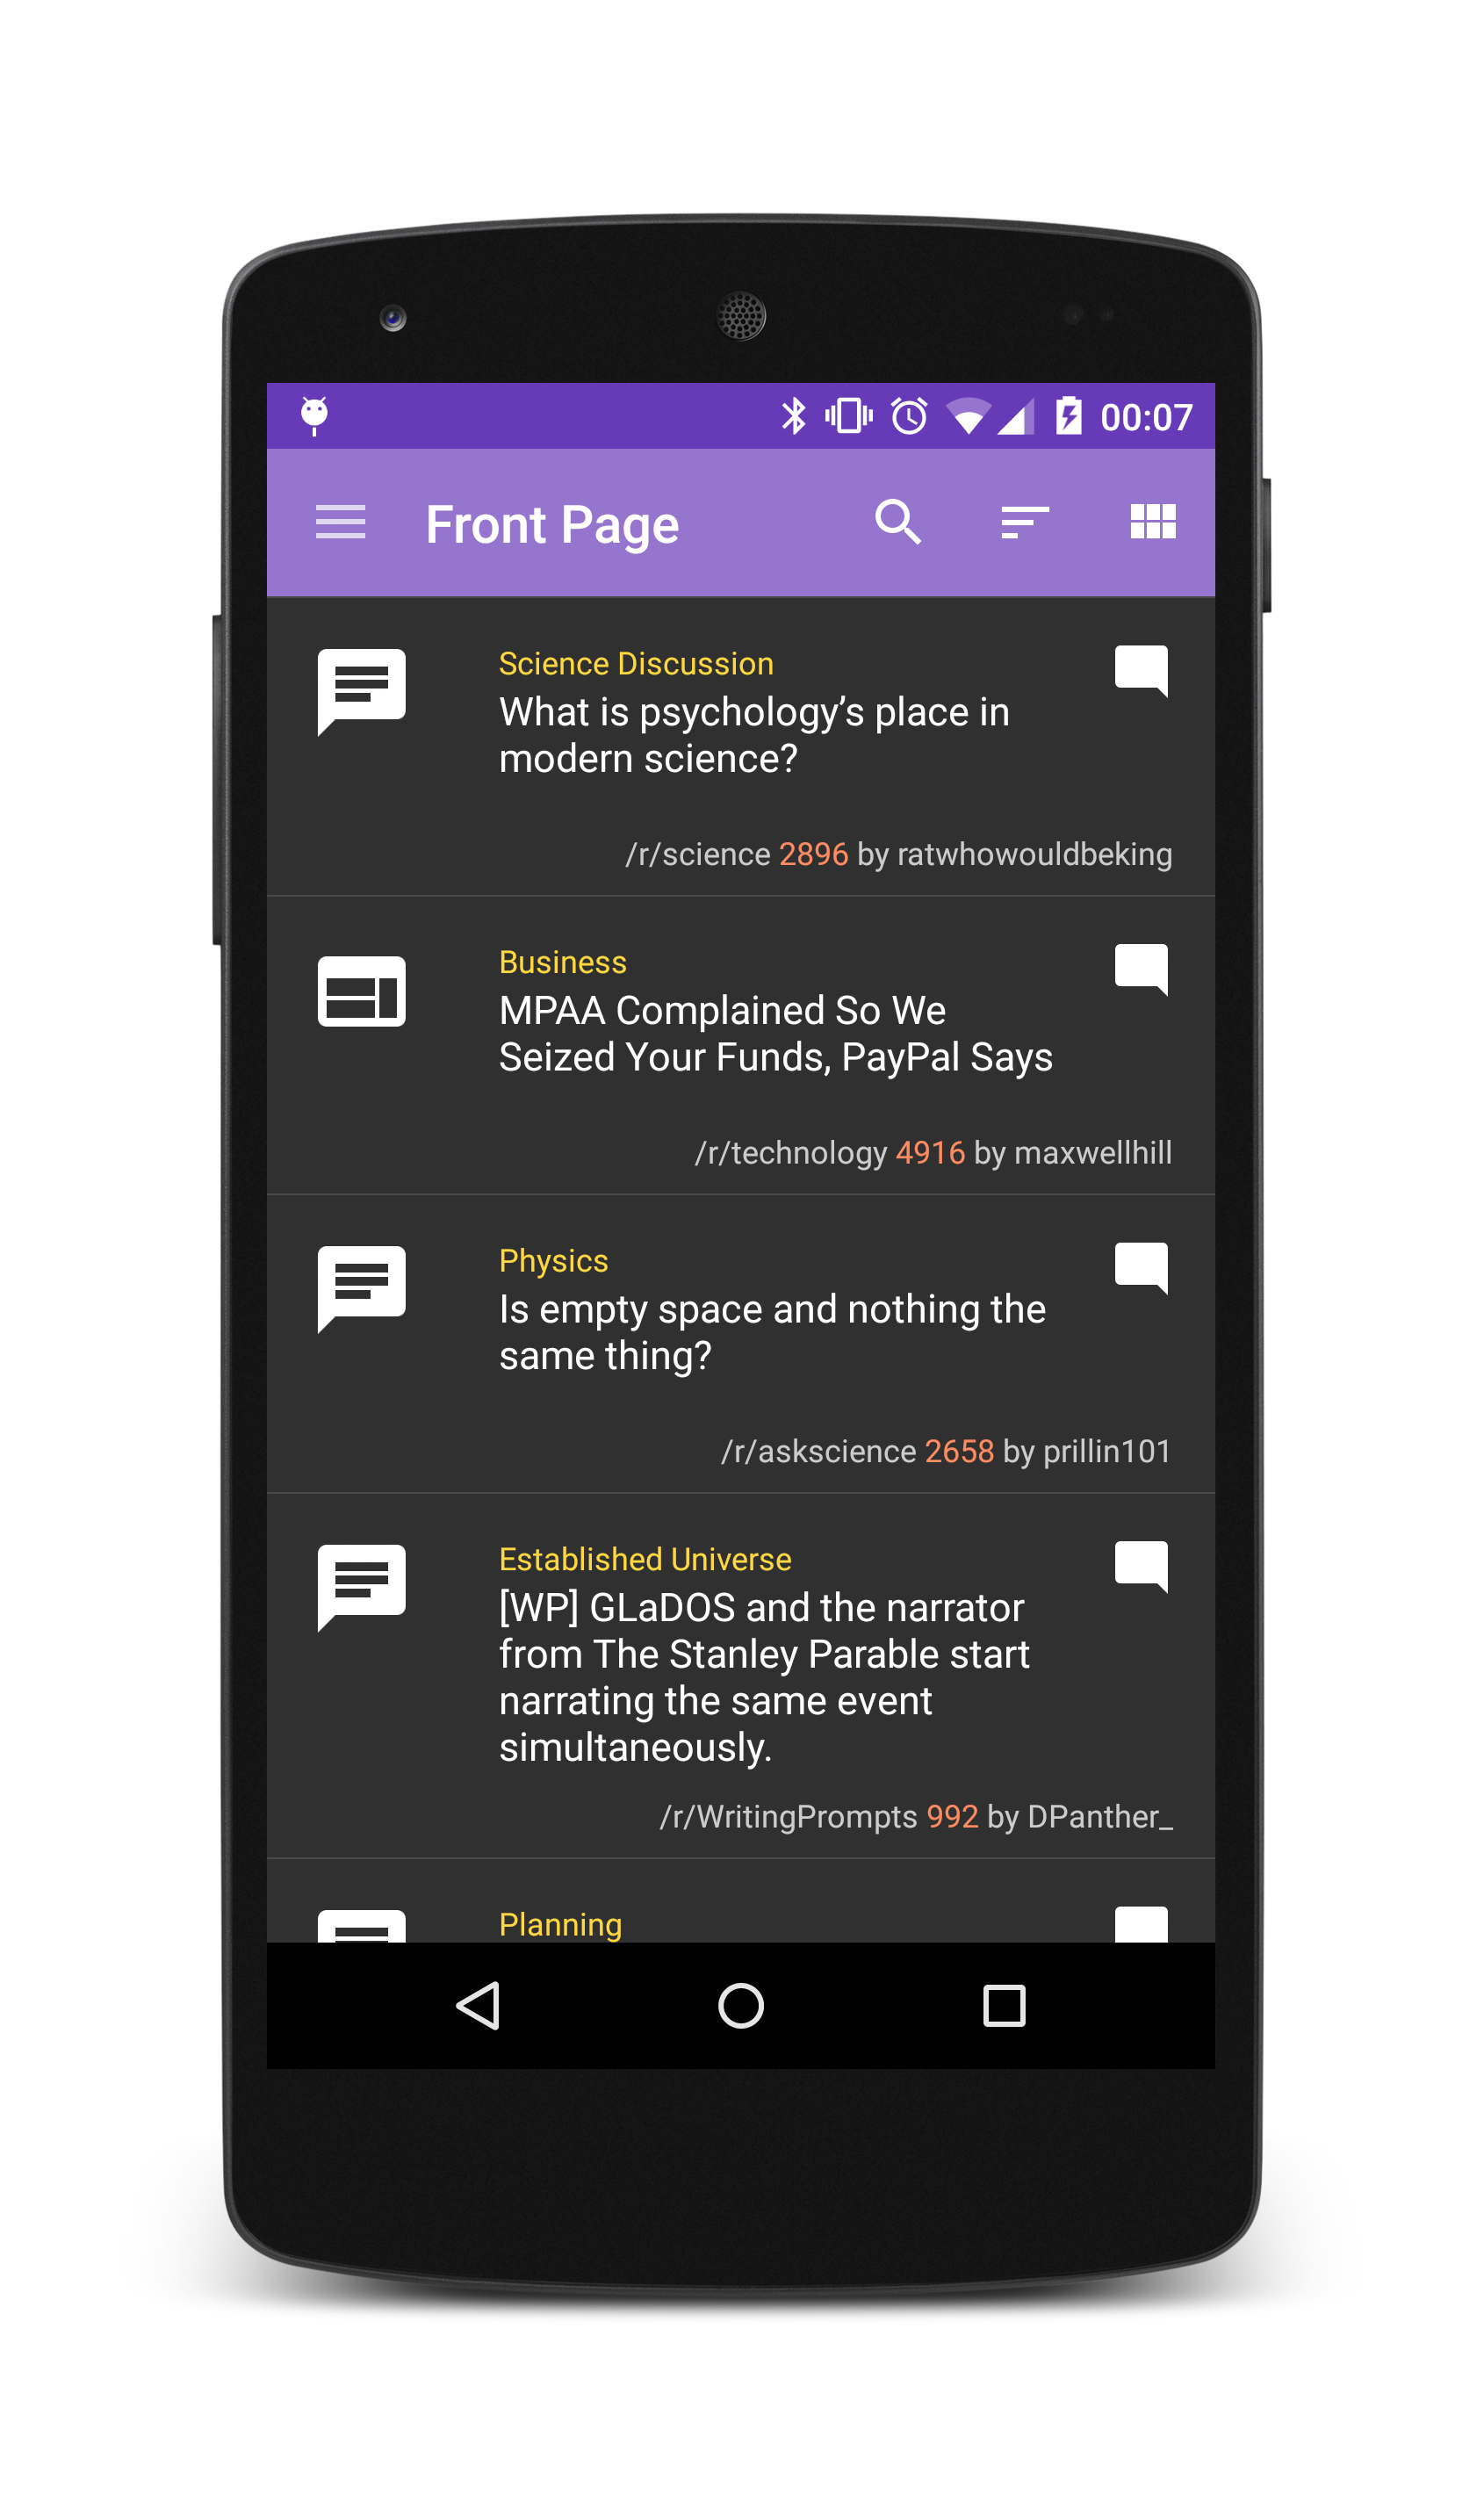 00:07
Front Page
Science Discussion
What is psychology’s place in
modern science?
/r/science 2896 by ratwhowouldbeking
Business
MPAA Complained So We
Seized Your Funds, PayPal Says
/r/technology 4916 by maxwellhill
Physics
Is empty space and nothing the
same thing?
/r/askscience 2658 by prillin101
Established Universe
[WP] GLaDOS and the narrator
from The Stanley Parable start
narrating the same event
simultaneously.
/r/WritingPrompts 992 by DPanther_
Planning